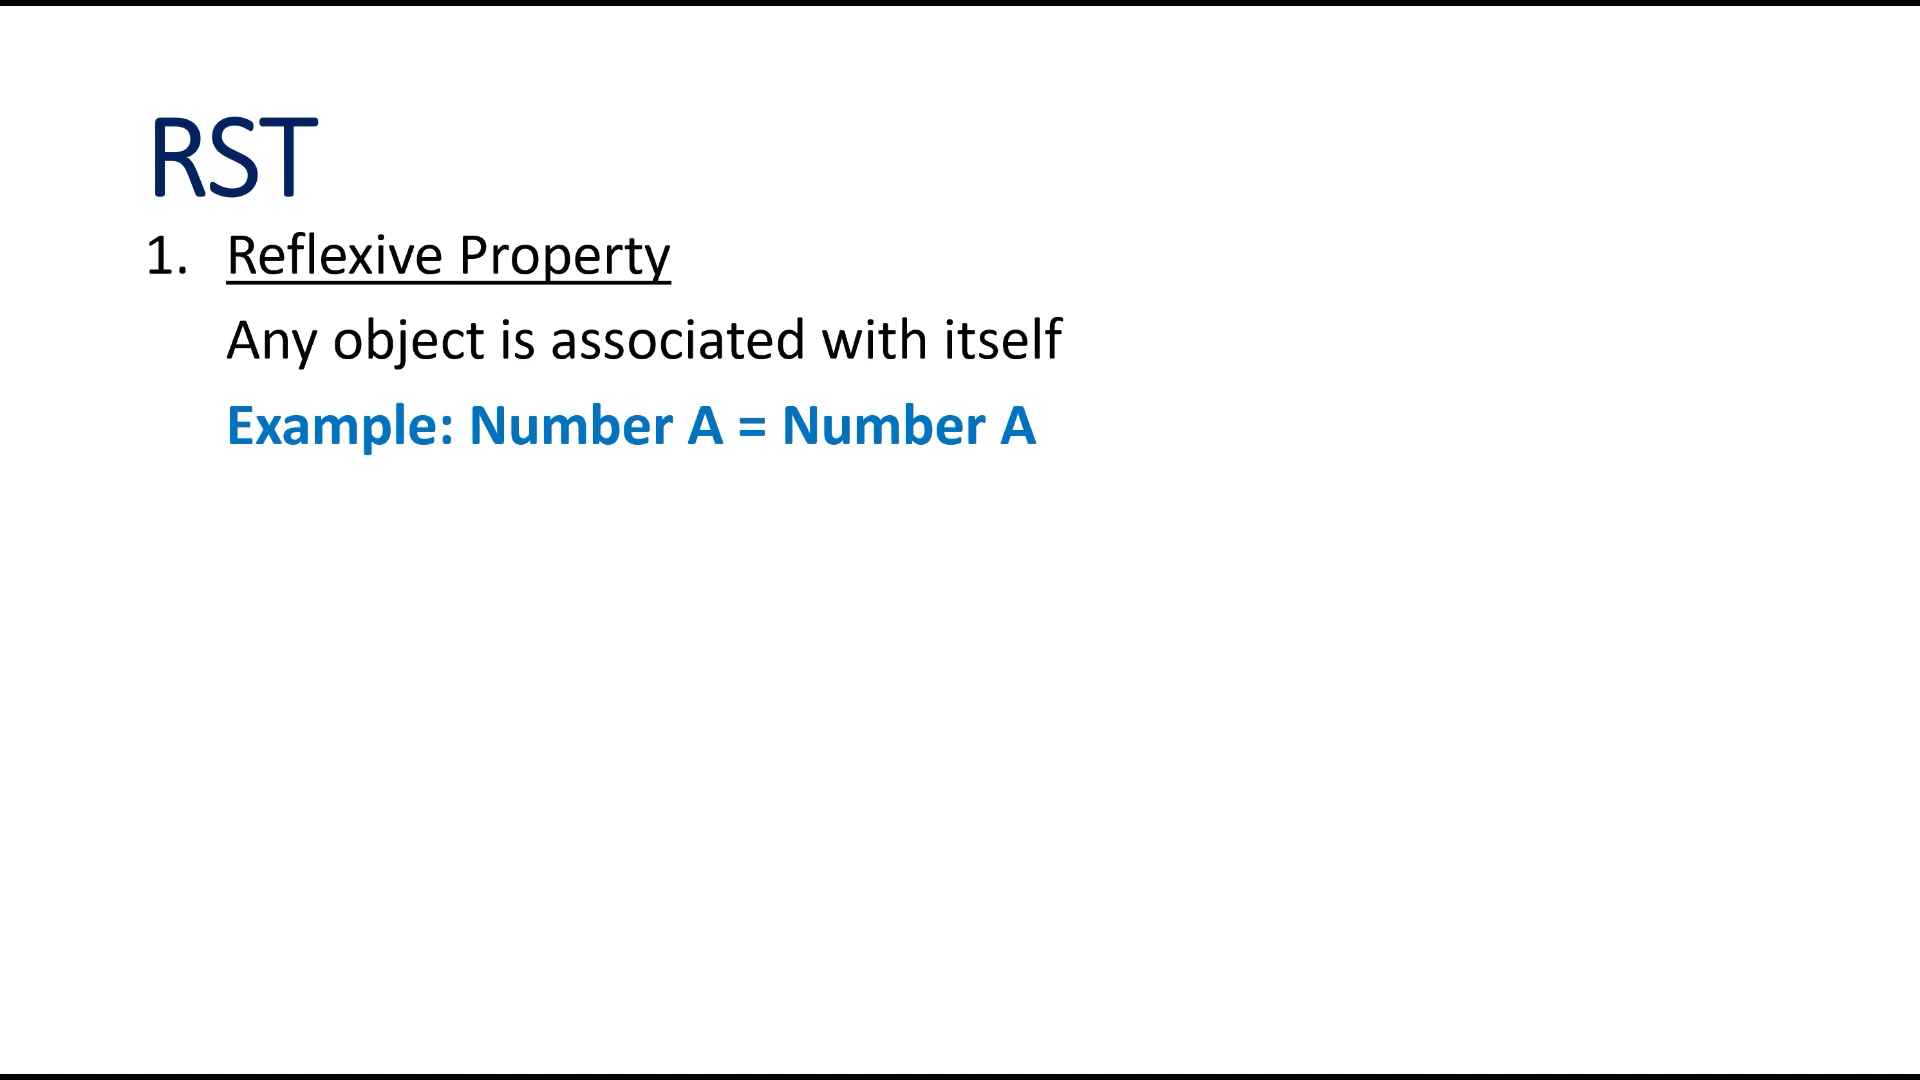 RST
1. Reflexive Property
Any object is associated with itself
Example: Number A = Number A